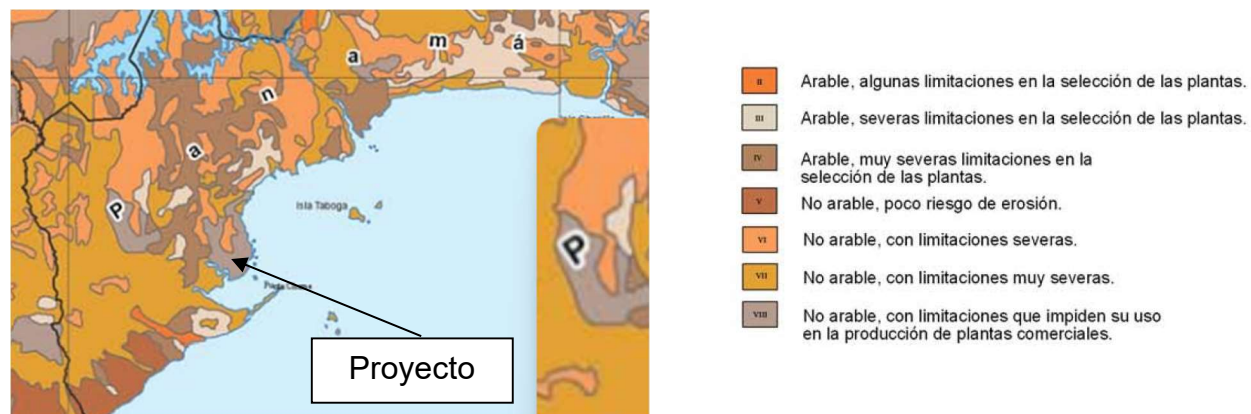 P a n a m á
Isla Taboga
Proyecto
P
II Arable, algunas limitaciones en la selección de las plantas.
III Arable, severas limitaciones en la selección de las plantas.
IV Arable, muy severas limitaciones en la
selección de las plantas.
V No arable, poco riesgo de erosión.
VI No arable, con limitaciones severas.
VII No arable, con limitaciones muy severas.
VIII No arable, con limitaciones que impiden su uso
en la producción de plantas comerciales.